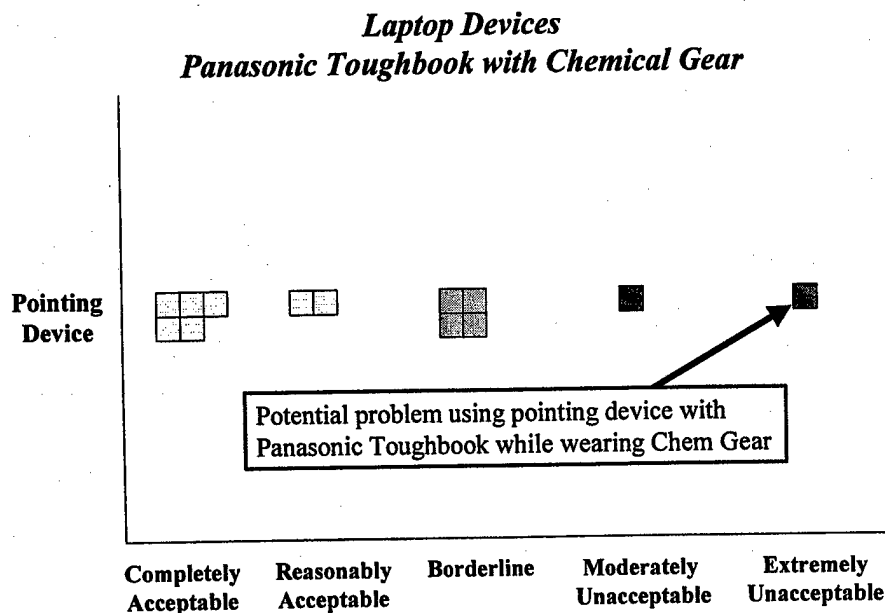 Laptop Devices
Panasonic Toughbook with Chemical Gear
Pointing
Device
Potential problem using pointing device with
Panasonic Toughbook while wearing Chem Gear
Completely
Acceptable
Reasonably
Acceptable
Borderline
Moderately
Unacceptable
Extremely
Unacceptable